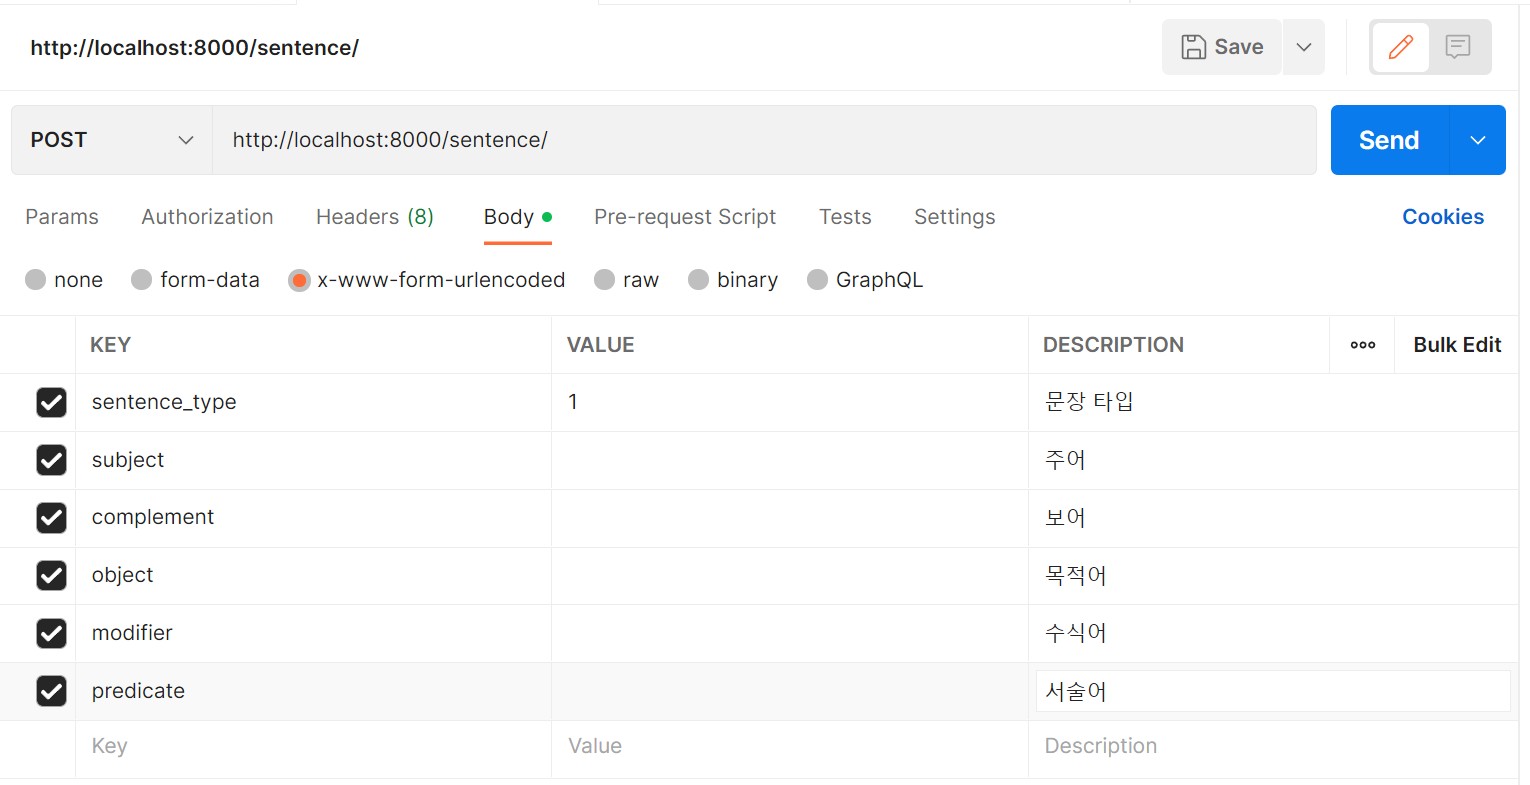 http://localhost:8000/sentence/ Save
POST http://localhost:8000/sentence/ Send
Params Authorization Headers (8) Body Pre-request Script Tests Settings Cookies
none form-data x-www-form-urlencoded raw binary GraphQL
KEY VALUE DESCRIPTION Bulk Edit
sentence_type 1 문장 타입
subject 주어
complement 보어
object 목적어
modifier 수식어
predicate 서술어
Key Value Description